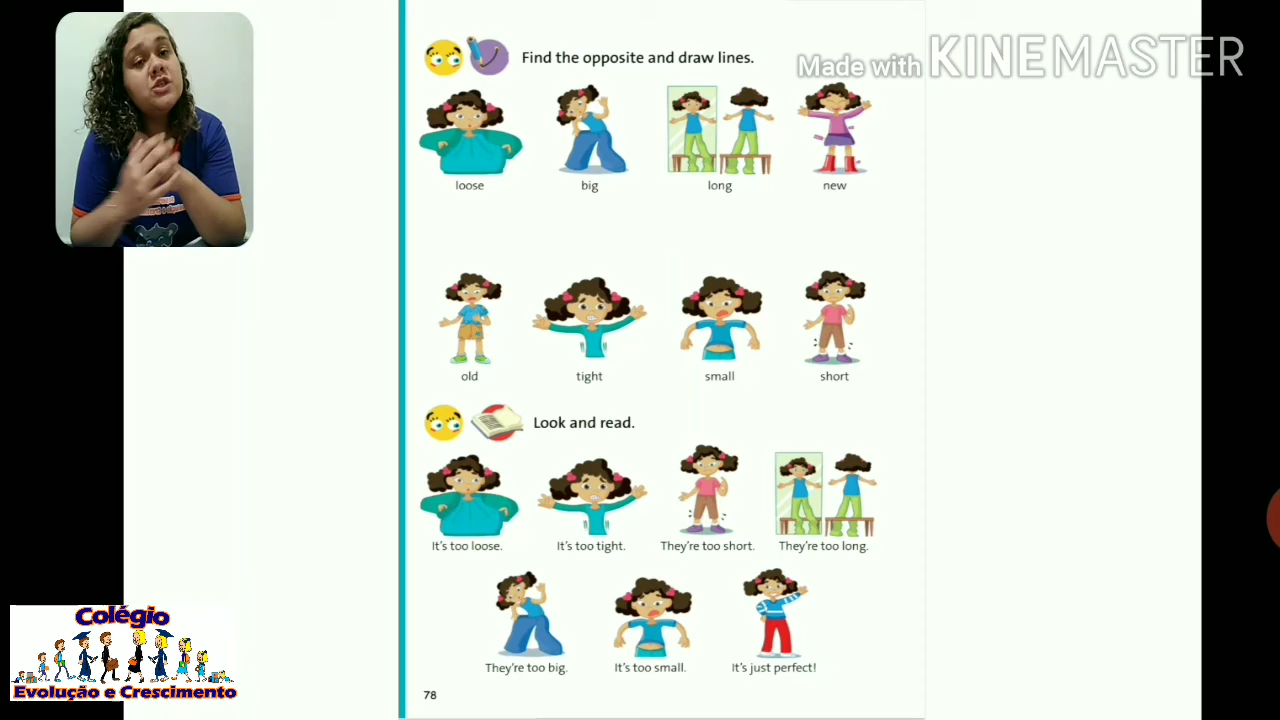 Find the opposite and draw lines.
Made with KINEMASTER
loose big long new
old tight small short
Look and read.
It's too loose. It's too tight. They're too short. They're too long.
They're too big. It's too small. It's just perfect!
78
Colégio
Evolução e Crescimento